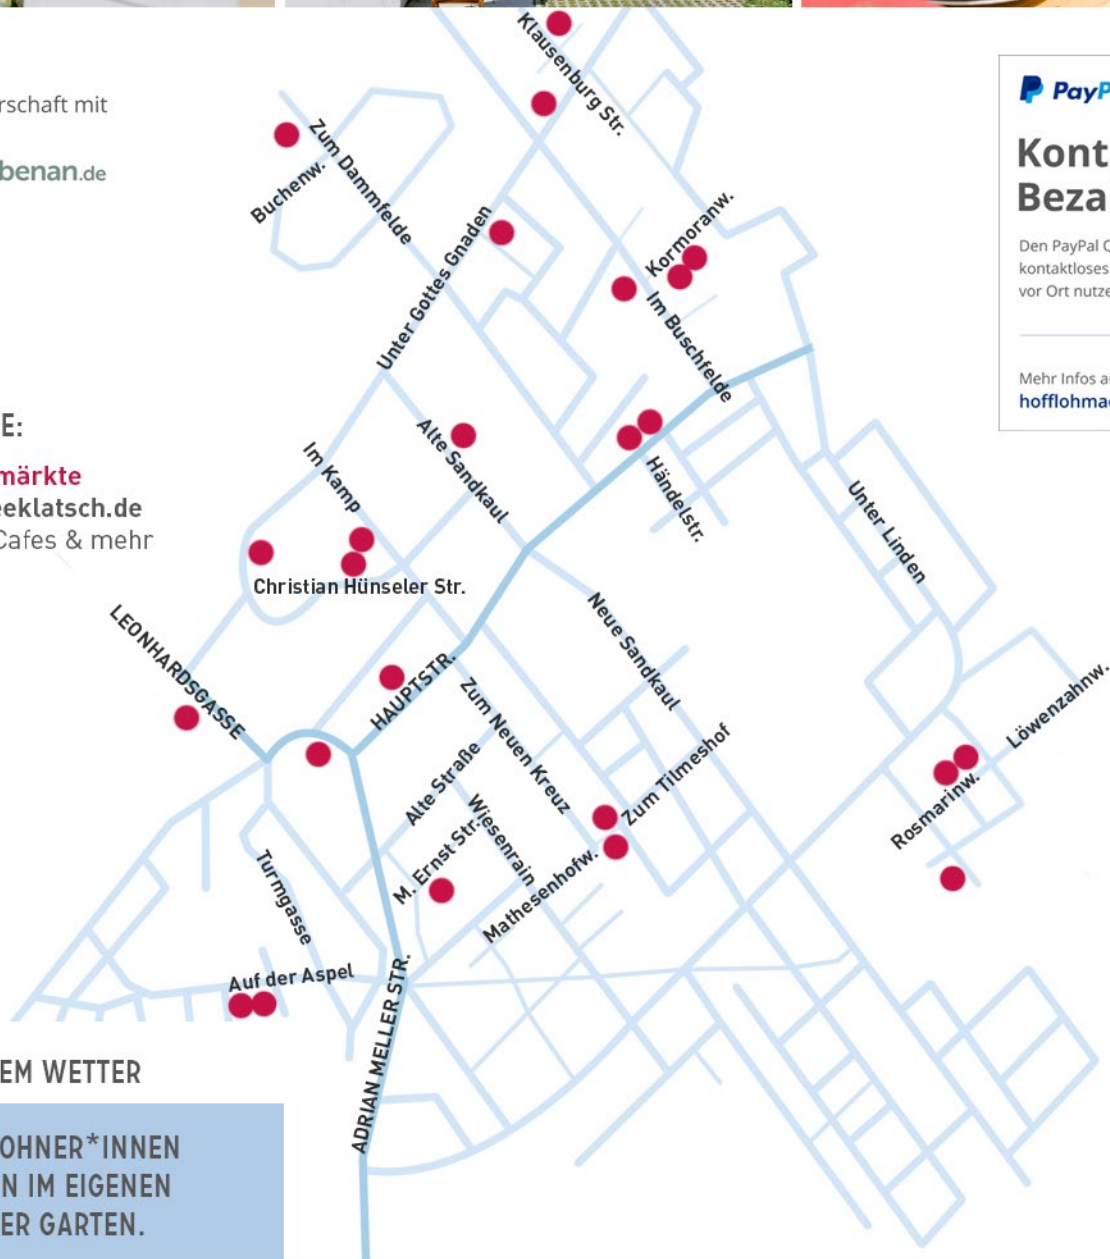 rschaft mit
benan.de
E:
märkte
eeklatsch.de
Cafes & mehr
EM WETTER
OHNER*INNEN
N IM EIGENEN
ER GARTEN.
PayP
Kont
Beza
Den PayPal Q
kontaktloses
vor Ort nutze
Mehr Infos a
hofflohma
Klausenburg Str.
Zum Dammfelde
Buchenw.
Unter Gottes Gnaden
Kormoranw.
Im Buschfelde
Alte Sandkaul
Im Kamp
Händelstr.
Unter Linden
Christian Hünseler Str.
LEONHARDSGASSE
HAUPTSTR.
Neue Sandkaul
Zum Neuen Kreuz
Löwenzahnw.
Alte Straße
Zum Tilmeshof
Rosmarinw.
M. Ernst Str.
Wiesenrain
Mathesenhofw.
Turmgasse
Auf der Aspel
ADRIAN MELLER STR.